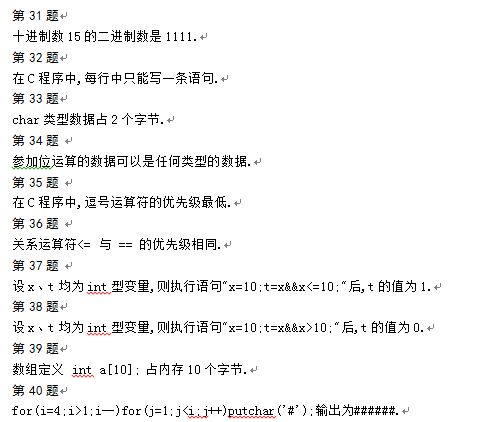 第 31 题
十进制数 15 的二进制数是 1111.
第 32 题
在 C 程序中,每行中只能写一条语句.
第 33 题
char 类型数据占 2 个字节.
第 34 题
参加位运算的数据可以是任何类型的数据.
第 35 题
在 C 程序中,逗号运算符的优先级最低.
第 36 题
关系运算符<= 与 == 的优先级相同.
第 37 题
设 x、t 均为 int 型变量,则执行语句"x=10;t=x&&x<=10;"后,t 的值为 1.
第 38 题
设 x、t 均为 int 型变量,则执行语句"x=10;t=x&&x>10;"后,t 的值为 0.
第 39 题
数组定义 int a[10]; 占内存 10 个字节.
第 40 题
for(i=4;i>1;i—)for(j=1;j<i;j++)putchar('#');输出为######.